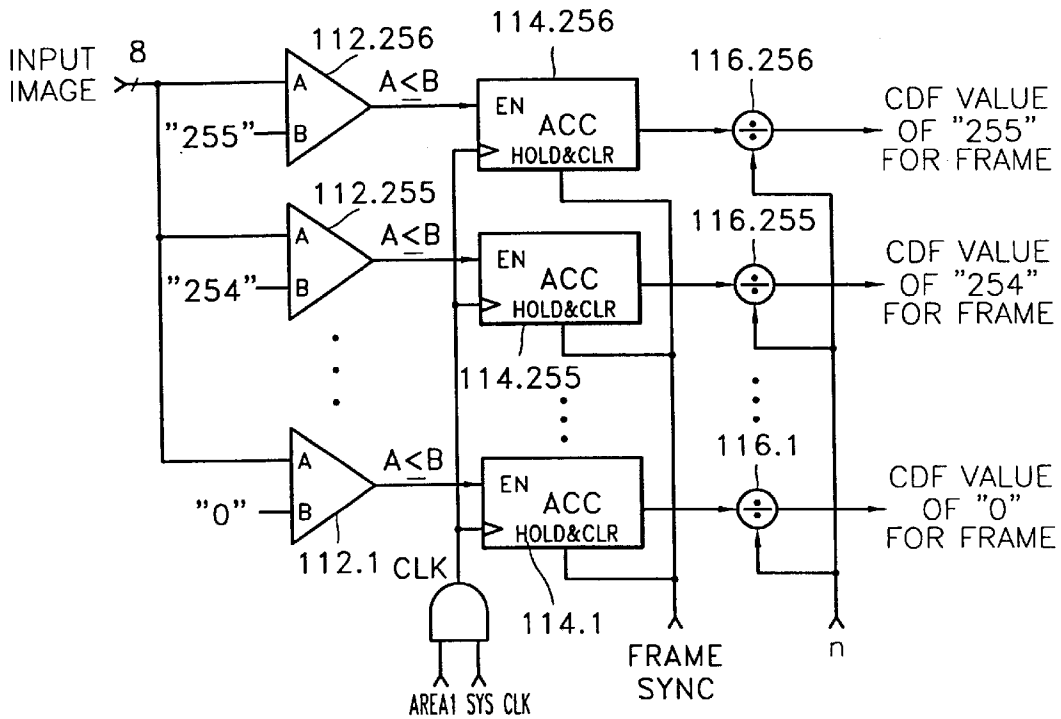 INPUT
IMAGE
8
A
B
"255"
112.256
A≤B
114.256
EN
ACC
HOLD&CLR
116.256
÷
CDF VALUE
OF "255"
FOR FRAME
A
B
"254"
112.255
A≤B
EN
ACC
HOLD&CLR
114.255
116.255
÷
CDF VALUE
OF "254"
FOR FRAME
A
B
"0"
112.1
A≤B
EN
ACC
HOLD&CLR
114.1
116.1
÷
CDF VALUE
OF "0"
FOR FRAME
CLK
AREA1 SYS CLK
FRAME
SYNC
n